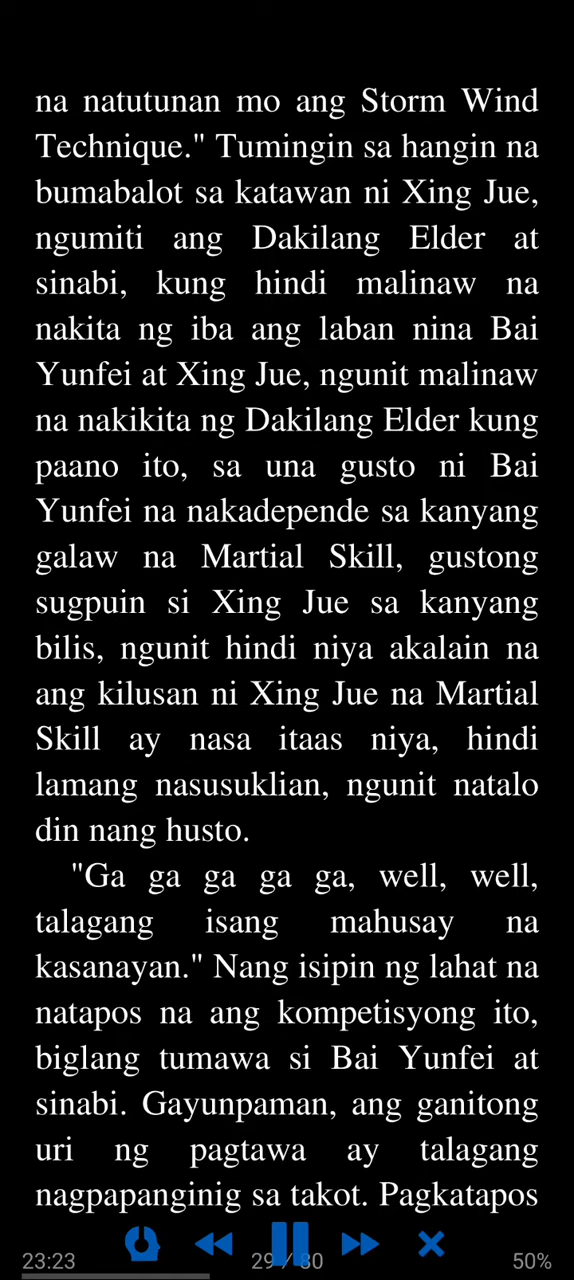 na natutunan mo ang Storm Wind
Technique." Tumingin sa hangin na
bumabalot sa katawan ni Xing Jue,
ngumiti ang Dakilang Elder at
sinabi, kung hindi malinaw na
nakita ng iba ang laban nina Bai
Yunfei at Xing Jue, ngunit malinaw
na nakikita ng Dakilang Elder kung
paano ito, sa una gusto ni Bai
Yunfei na nakadepende sa kanyang
galaw na Martial Skill, gustong
sugpuin si Xing Jue sa kanyang
bilis, ngunit hindi niya akalain na
ang kilusan ni Xing Jue na Martial
Skill ay nasa itaas niya, hindi
lamang nasusuklian, ngunit natalo
din nang husto.
"Ga ga ga ga ga, well, well,
talagang isang mahusay na
kasanayan." Nang isipin ng lahat na
natapos na ang kompetisyong ito,
biglang tumawa si Bai Yunfei at
sinabi. Gayunpaman, ang ganitong
uri ng pagtawa ay talagang
nagpapanginig sa takot. Pagkatapos
23:23 29 / 80 50%